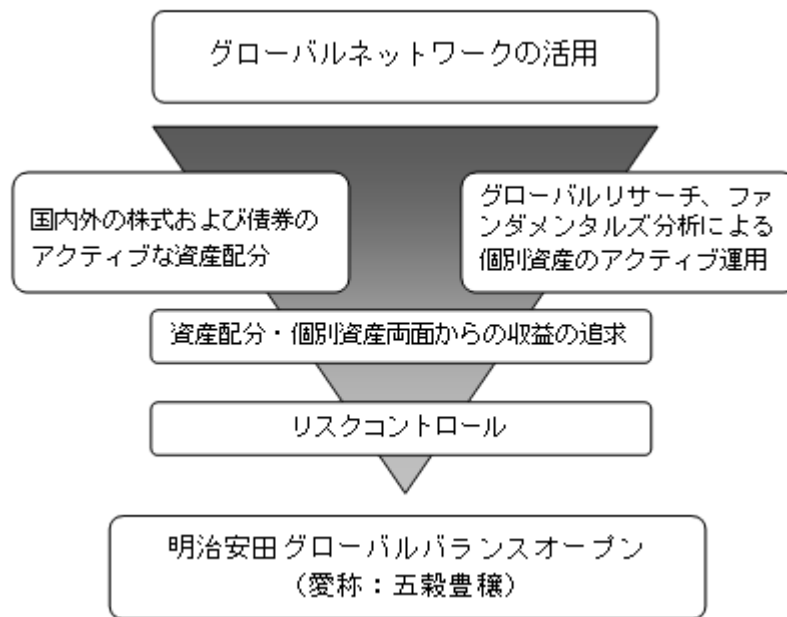 グローバルネットワークの活用
国内外の株式および債券の
アクティブな資産配分
グローバルリサーチ、ファ
ンダメンタルズ分析による
個別資産のアクティブ運用
資産配分・個別資産両面からの収益の追求
リスクコントロール
明治安田グローバルバランスオープン
（愛称：五穀豊穣）